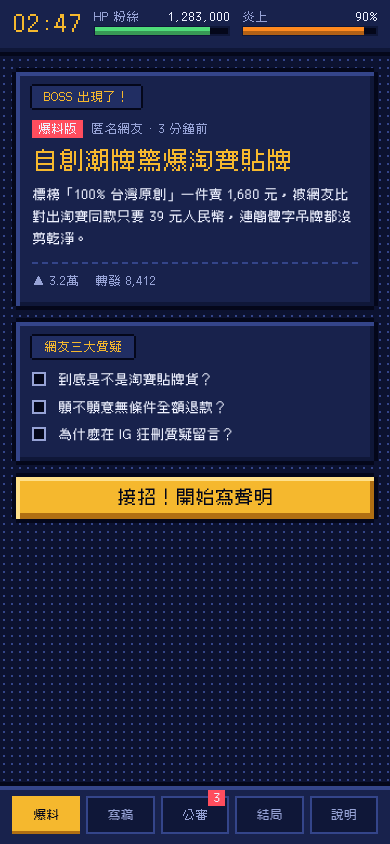 02:47 HP 粉絲 1,283,000 炎上 90%
BOSS 出現了！
爆料版 匿名網友 · 3 分鐘前
自創潮牌驚爆淘寶貼牌
標榜「100% 台灣原創」一件賣 1,680 元，被網友比
對出淘寶同款只要 39 元人民幣，連簡體字吊牌都沒
剪乾淨。
▲ 3.2萬 轉發 8,412
網友三大質疑
到底是不是淘寶貼牌貨？
願不願意無條件全額退款？
為什麼在 IG 狂刪質疑留言？
接招！開始寫聲明
3
爆料 寫稿 公審 結局 說明